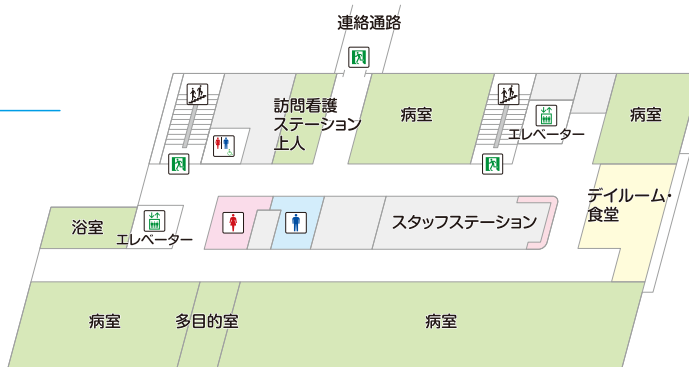 連絡通路
訪問看護
ステーション
上人
病室
エレベーター
病室
デイルーム・
食堂
浴室
エレベーター
スタッフステーション
病室
多目的室
病室